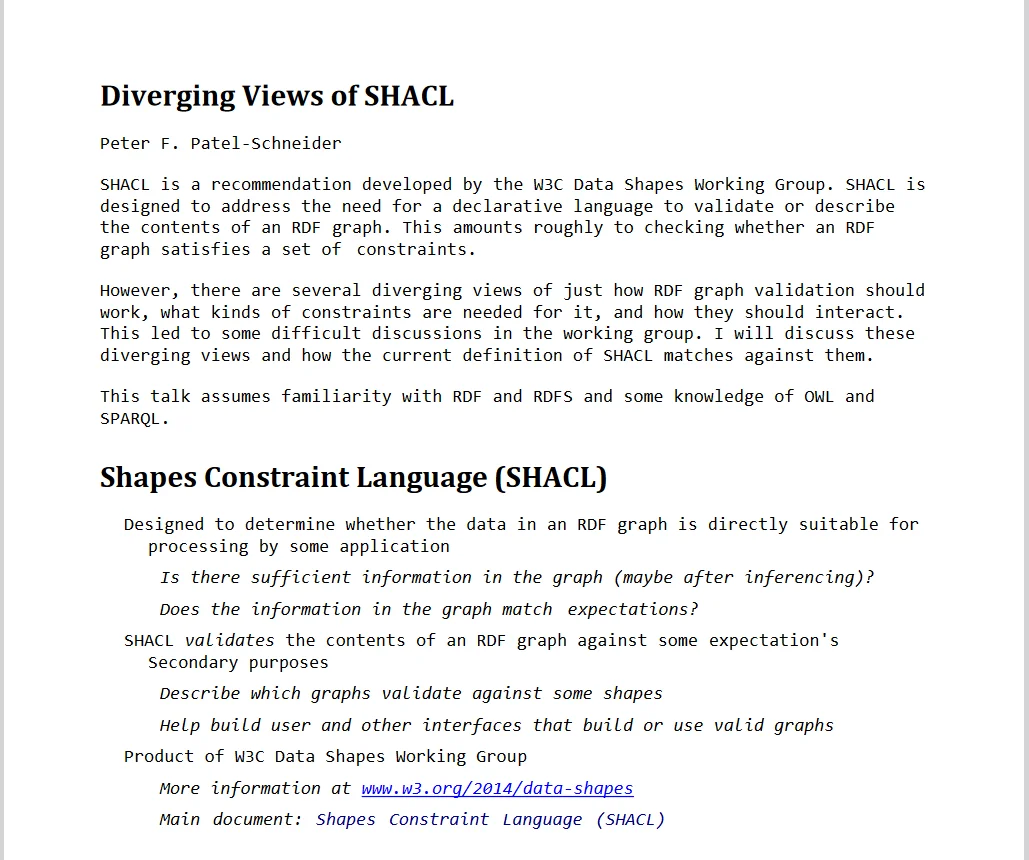 Diverging Views of SHACL
Peter F. Patel-Schneider
SHACL is a recommendation developed by the W3C Data Shapes Working Group. SHACL is
designed to address the need for a declarative language to validate or describe
the contents of an RDF graph. This amounts roughly to checking whether an RDF
graph satisfies a set of constraints.
However, there are several diverging views of just how RDF graph validation should
work, what kinds of constraints are needed for it, and how they should interact.
This led to some difficult discussions in the working group. I will discuss these
diverging views and how the current definition of SHACL matches against them.
This talk assumes familiarity with RDF and RDFS and some knowledge of OWL and
SPARQL.
Shapes Constraint Language (SHACL)
Designed to determine whether the data in an RDF graph is directly suitable for
processing by some application
Is there sufficient information in the graph (maybe after inferencing)?
Does the information in the graph match expectations?
SHACL validates the contents of an RDF graph against some expectation's
Secondary purposes
Describe which graphs validate against some shapes
Help build user and other interfaces that build or use valid graphs
Product of W3C Data Shapes Working Group
More information at www.w3.org/2014/data-shapes
Main document: Shapes Constraint Language (SHACL)